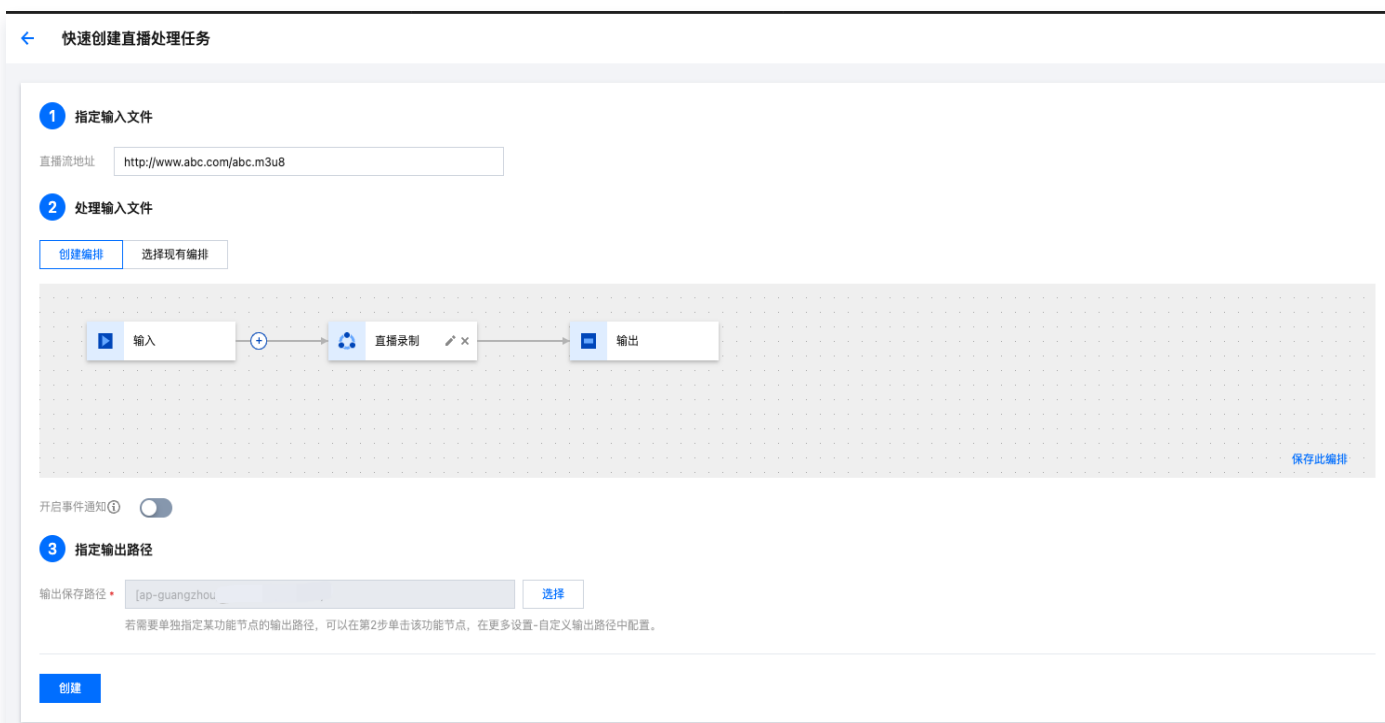 快速创建直播处理任务
1 指定输入文件
直播流地址 http://www.abc.com/abc.m3u8
2 处理输入文件
创建编排 选择现有编排
输入 直播录制 输出
保存此编排
开启事件通知
3 指定输出路径
输出保存路径 * [ap-guangzhou 选择
若需要单独指定某功能节点的输出路径，可以在第2步单击该功能节点，在更多设置-自定义输出路径中配置。
创建